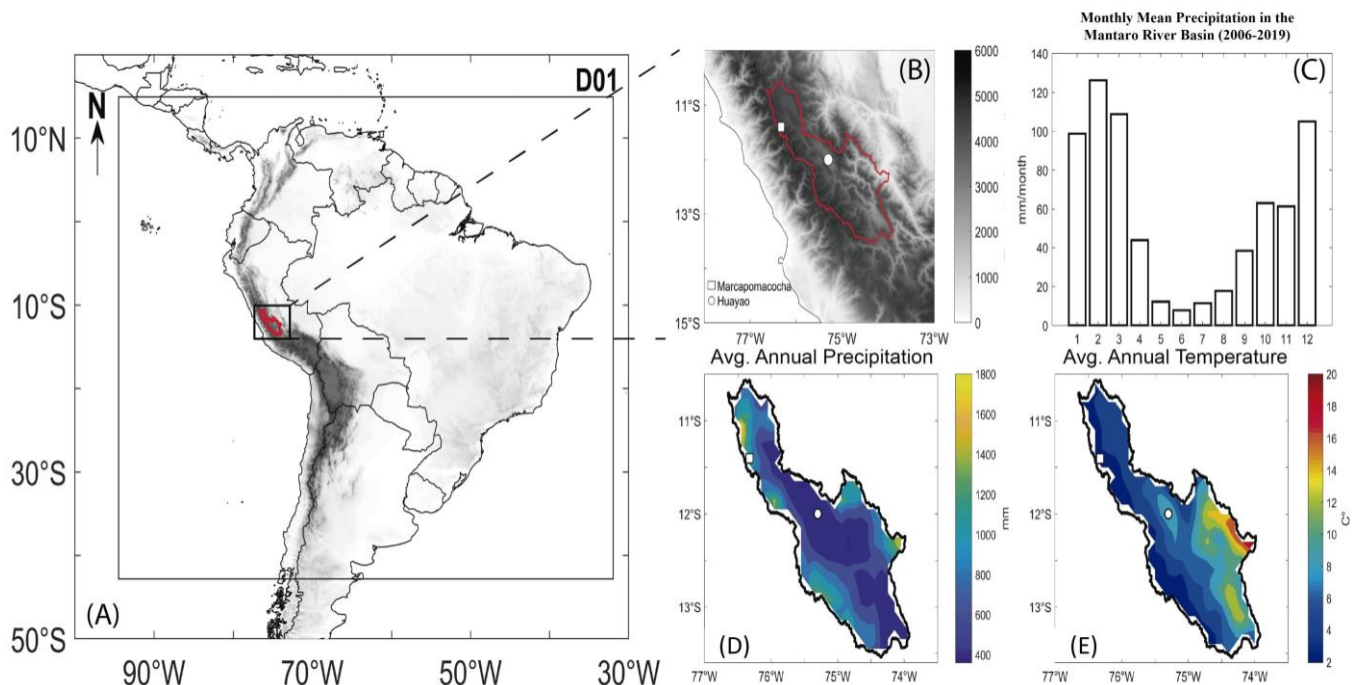 D01
N
10°N
10°S
30°S
50°S
90°W 70°W 50°W 30°W
(A)
(B)
11°S
13°S
15°S
77°W 75°W 73°W
Marcapomacocha
Huayao
6000
5000
4000
3000
2000
1000
0
Monthly Mean Precipitation in the
Mantaro River Basin (2006-2019)
(C)
mm/month
140
120
100
80
60
40
20
0
1 2 3 4 5 6 7 8 9 10 11 12
Avg. Annual Precipitation
11°S
12°S
13°S
77°W 76°W 75°W 74°W
(D)
1800
1600
1400
1200
1000
800
600
400
mm
Avg. Annual Temperature
11°S
12°S
13°S
77°W 76°W 75°W 74°W
(E)
20
18
16
14
12
10
8
6
4
2
C°